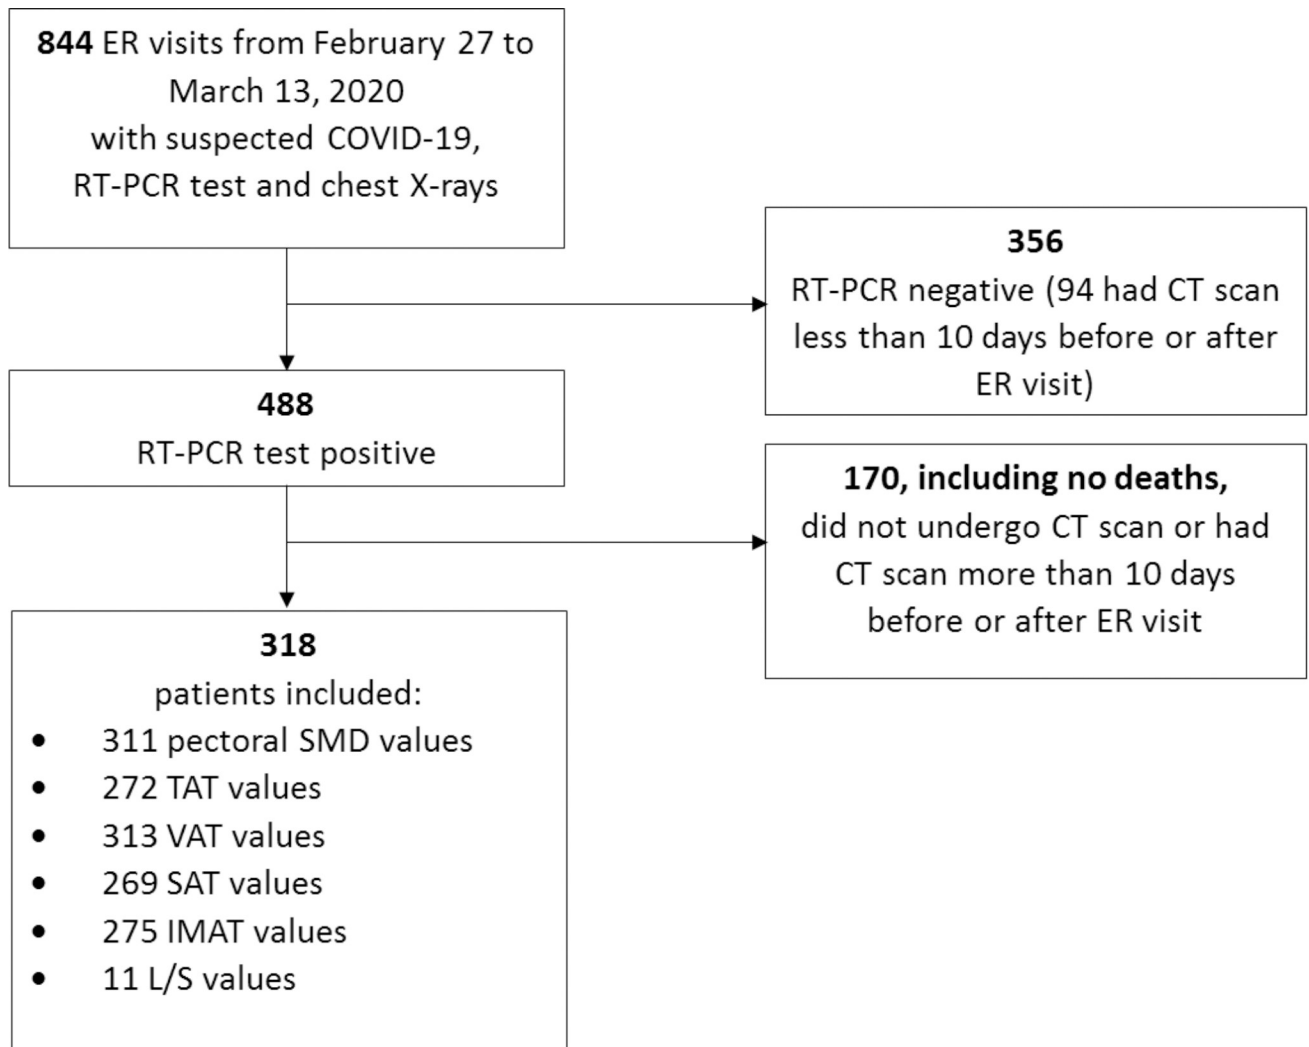 844 ER visits from February 27 to
March 13, 2020
with suspected COVID-19,
RT-PCR test and chest X-rays
356
RT-PCR negative (94 had CT scan
less than 10 days before or after
ER visit)
488
RT-PCR test positive
170, including no deaths,
did not undergo CT scan or had
CT scan more than 10 days
before or after ER visit
318
patients included:
• 311 pectoral SMD values
• 272 TAT values
• 313 VAT values
• 269 SAT values
• 275 IMAT values
• 11 L/S values